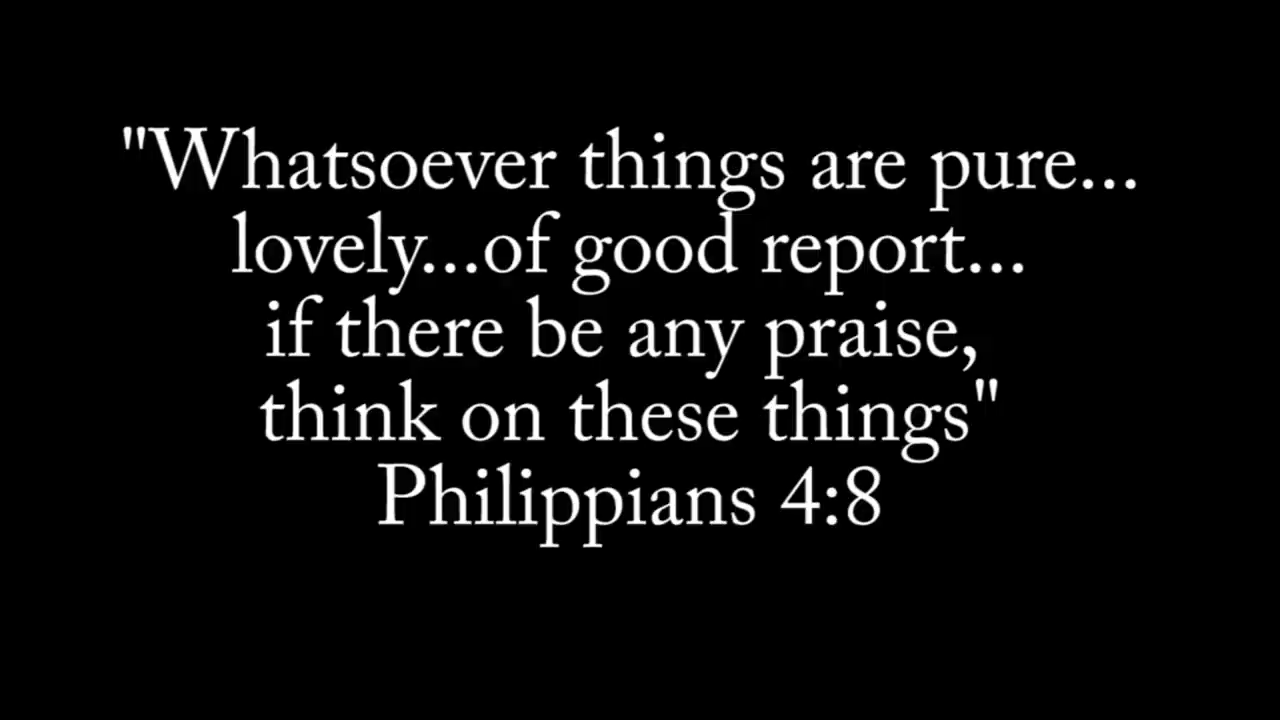 "Whatsoever things are pure...
lovely...of good report...
if there be any praise,
think on these things"
Philippians 4:8